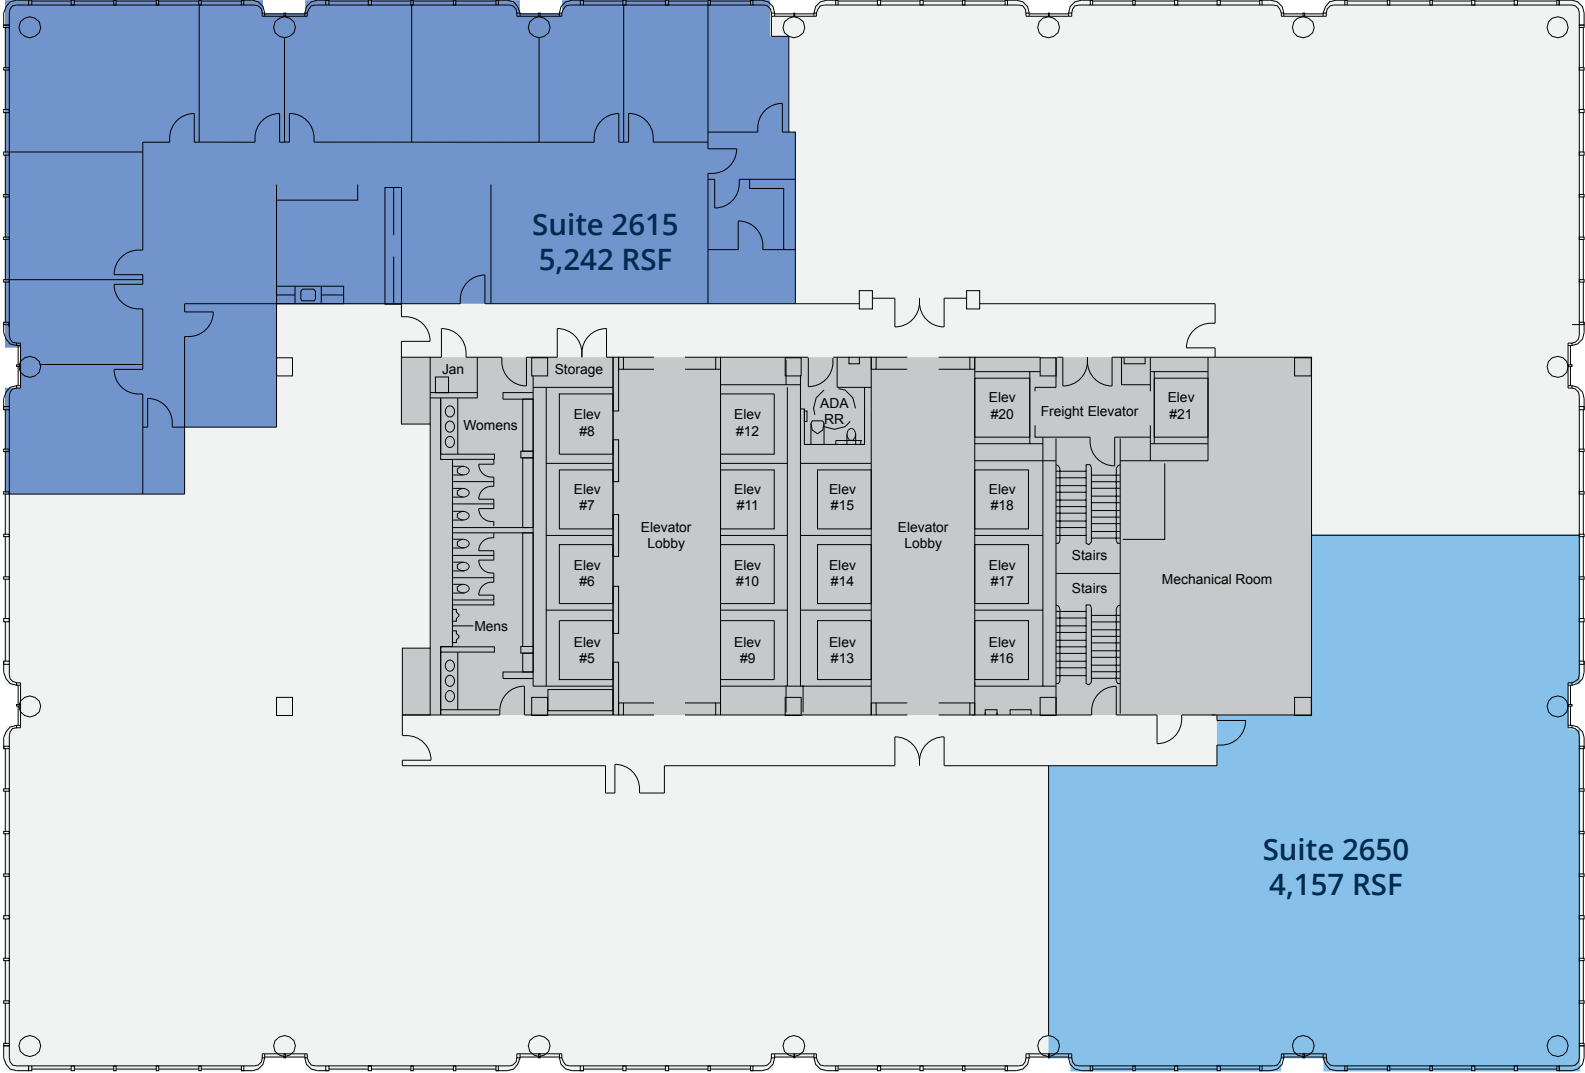 Suite 2615
5,242 RSF
Jan
Storage
Womens
Elev
#8
Elev
#12
ADA
RR
Elev
#20
Freight Elevator
Elev
#21
Elev
#7
Elev
#11
Elev
#15
Elev
#18
Elevator
Lobby
Elevator
Lobby
Stairs
Elev
#6
Elev
#10
Elev
#14
Elev
#17
Stairs
Mechanical Room
Mens
Elev
#5
Elev
#9
Elev
#13
Elev
#16
Suite 2650
4,157 RSF